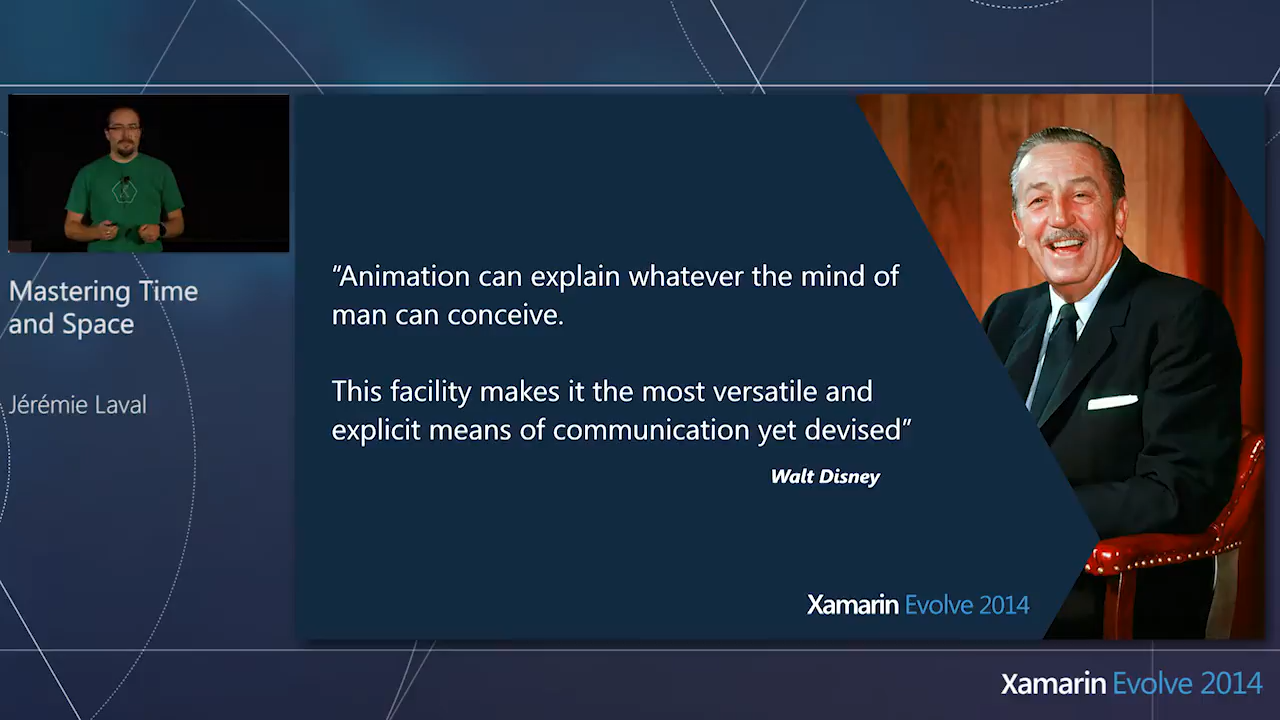 Mastering Time
and Space
Jérémie Laval
“Animation can explain whatever the mind of
man can conceive.
This facility makes it the most versatile and
explicit means of communication yet devised”
Walt Disney
Xamarin Evolve 2014
Xamarin Evolve 2014